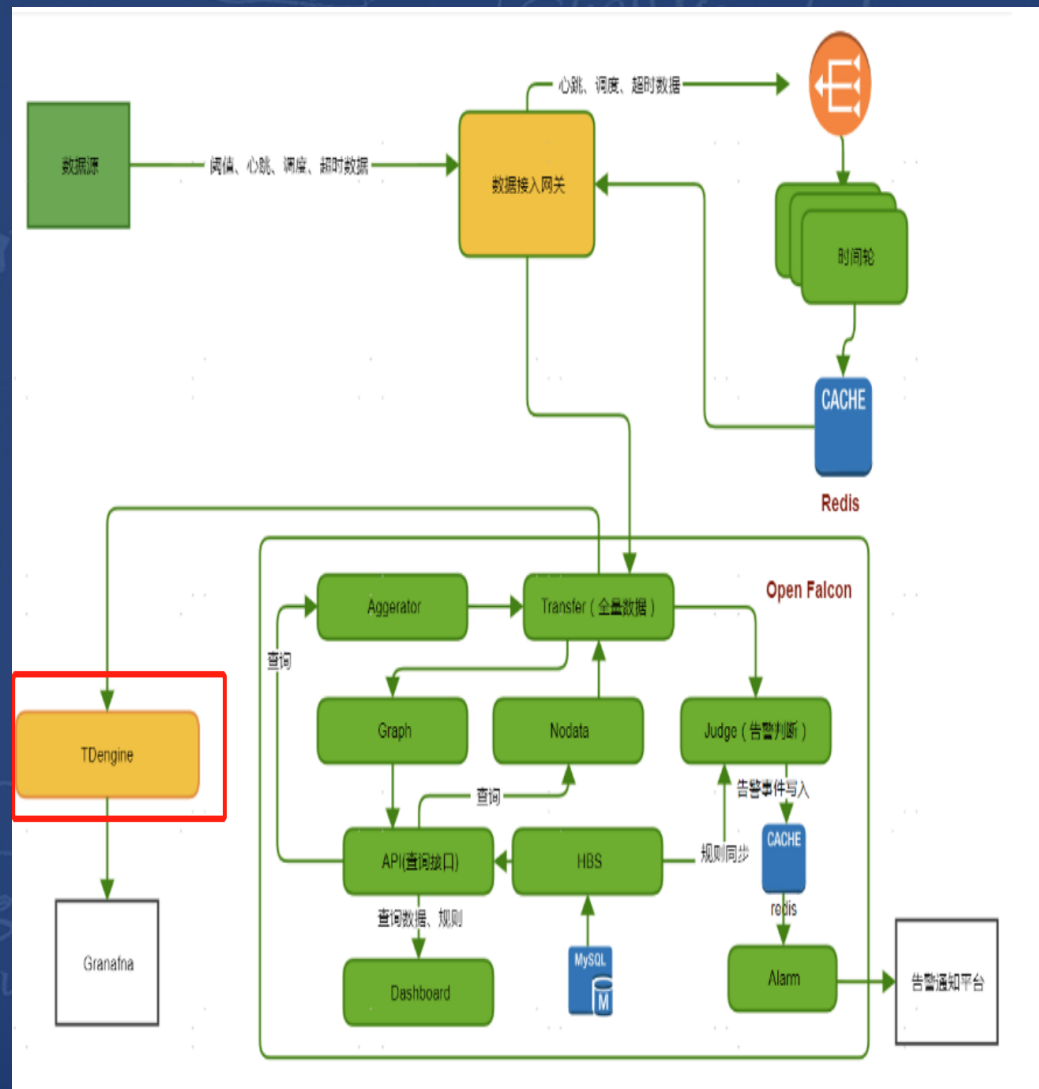 心跳、调度、超时数据
数据源
阈值、心跳、调度、超时数据
数据接入网关
时间轮
CACHE
Redis
Open Falcon
Aggerator
Transfer（全量数据）
查询
Graph
Nodata
Judge（告警判断）
TDengine
查询
告警事件写入
CACHE
API(查询接口)
HBS
规则同步
redis
查询数据、规则
MySQL
M
Granafna
Dashboard
Alarm
告警通知平台